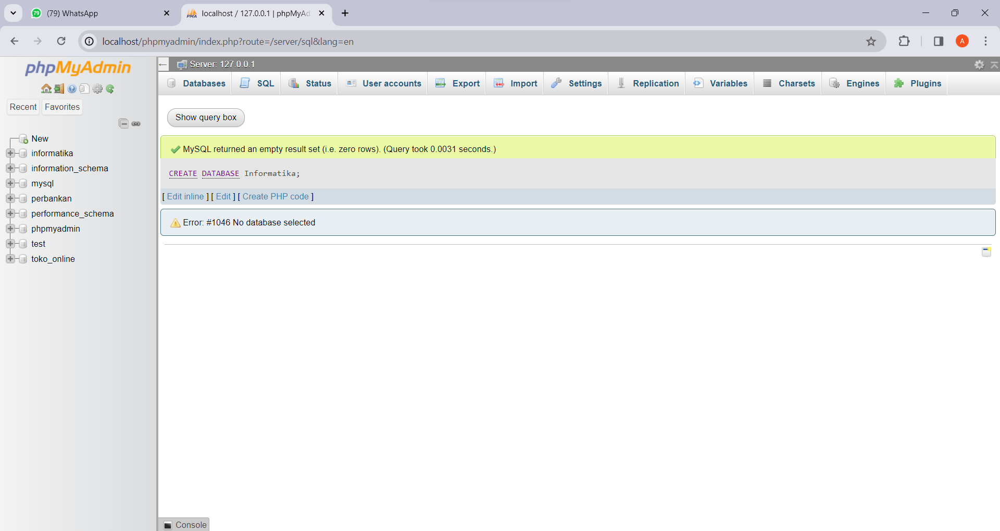 79 (79) WhatsApp
PMA localhost / 127.0.0.1 | phpMyAd
localhost/phpmyadmin/index.php?route=/server/sql&lang=en
A
phpMyAdmin
Recent Favorites
New
informatika
information_schema
mysql
perbankan
performance_schema
phpmyadmin
test
toko_online
Server: 127.0.0.1
Databases SQL Status User accounts Export Import Settings Replication Variables Charsets Engines Plugins
Show query box
MySQL returned an empty result set (i.e. zero rows). (Query took 0.0031 seconds.)
CREATE DATABASE Informatika;
[ Edit inline ] [ Edit ] [ Create PHP code ]
Error: #1046 No database selected
Console